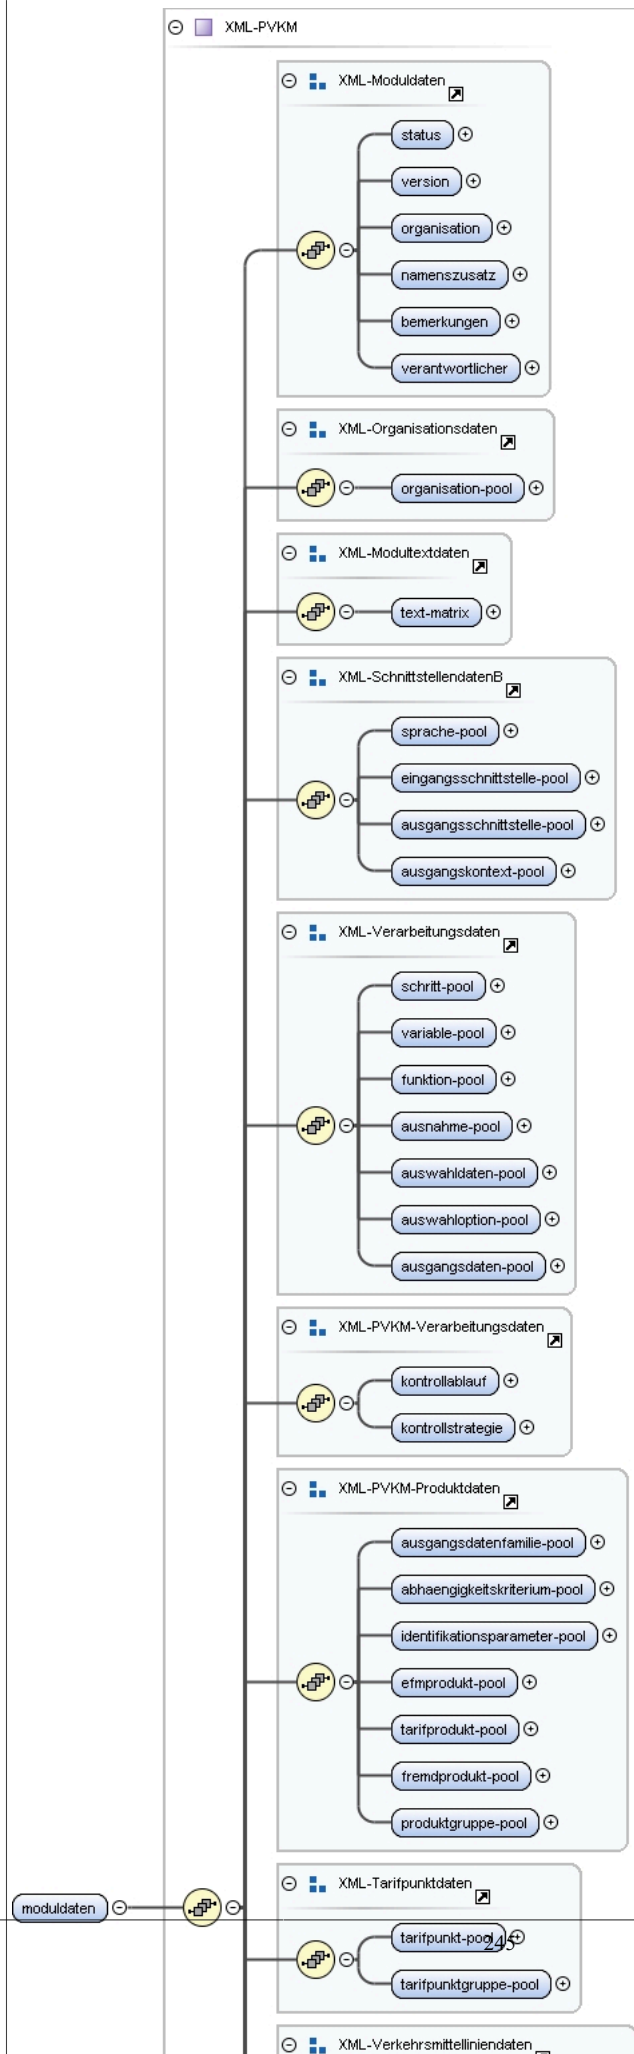 XML-PVKM
XML-Moduldaten
status
version
organisation
namenszusatz
bemerkungen
verantwortlicher
XML-Organisationsdaten
organisation-pool
XML-Modultextdaten
text-matrix
XML-SchnittstellendatenB
sprache-pool
eingangsschnittstelle-pool
ausgangsschnittstelle-pool
ausgangskontext-pool
XML-Verarbeitungsdaten
schritt-pool
variable-pool
funktion-pool
ausnahme-pool
auswahldaten-pool
auswahloption-pool
ausgangsdaten-pool
XML-PVKM-Verarbeitungsdaten
kontrollablauf
kontrollstrategie
XML-PVKM-Produktdaten
ausgangsdatenfamilie-pool
abhaengigkeitskriterium-pool
identifikationsparameter-pool
efmprodukt-pool
tarifprodukt-pool
fremdprodukt-pool
produktgruppe-pool
XML-Tarifpunktdaten
moduldaten
tarifpunkt-pool
245
tarifpunktgruppe-pool
XML-Verkehrsmittelliniendaten